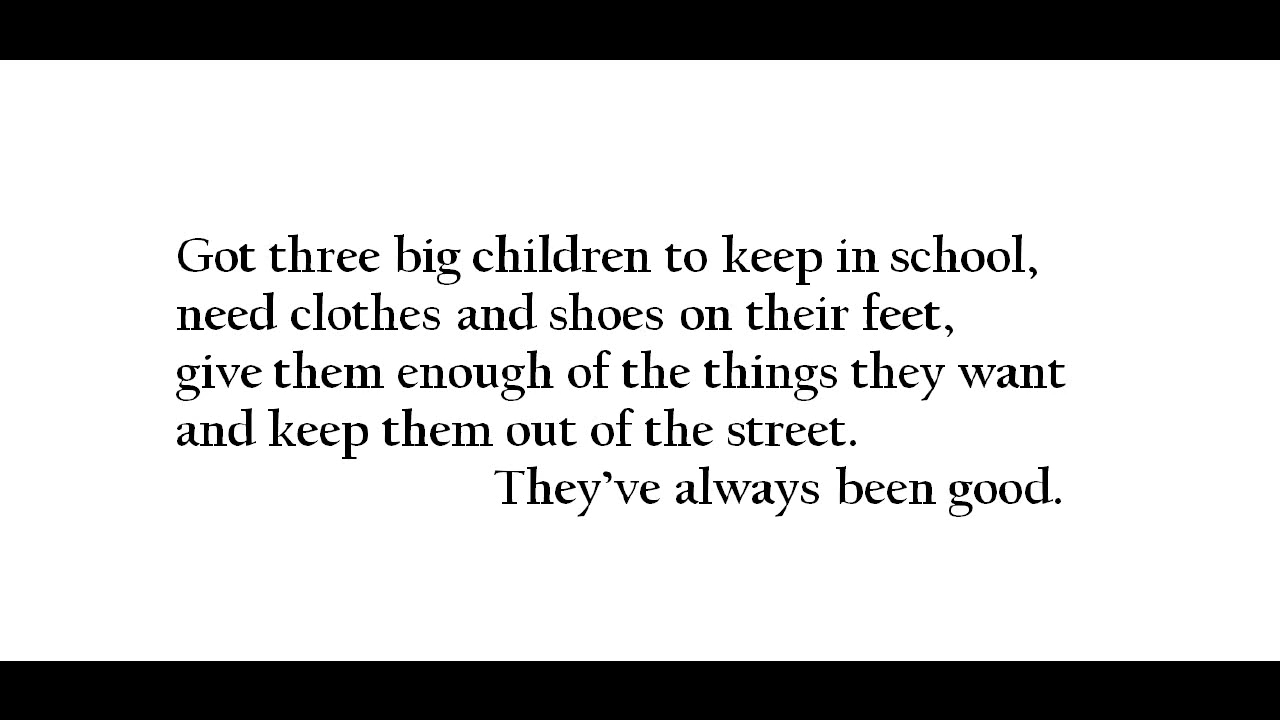 Got three big children to keep in school,
need clothes and shoes on their feet,
give them enough of the things they want
and keep them out of the street.
They’ve always been good.